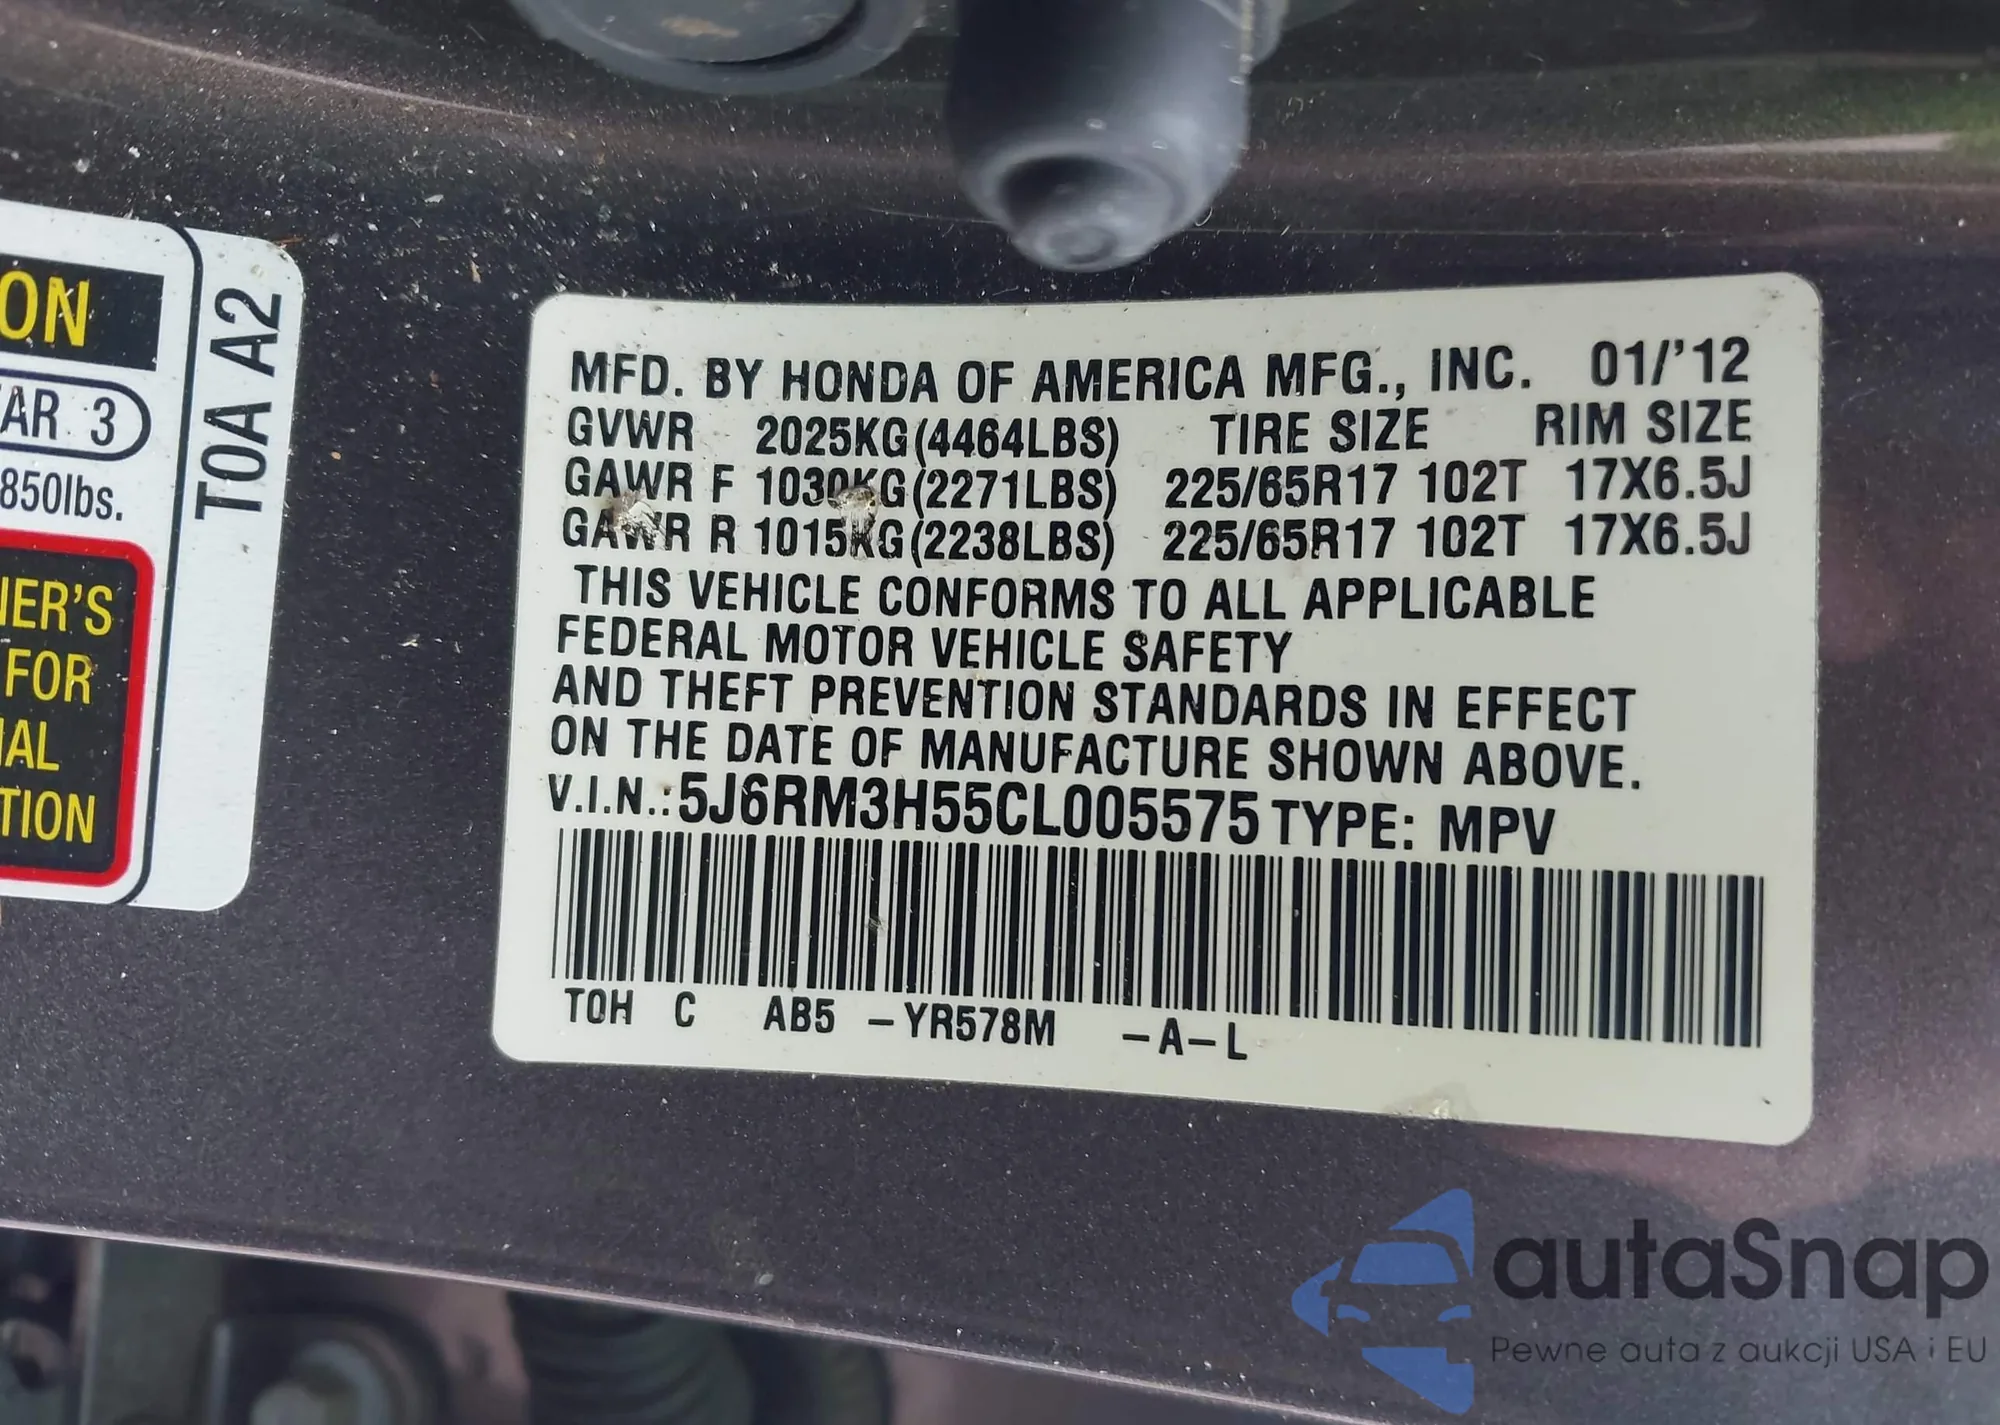 ON
AR 3
850lbs.
NER'S
FOR
IAL
TION
T0A A2
MFD. BY HONDA OF AMERICA MFG., INC. 01/'12
GVWR 2025KG(4464LBS) TIRE SIZE RIM SIZE
GAWR F 1030KG(2271LBS) 225/65R17 102T 17X6.5J
GAWR R 1015KG(2238LBS) 225/65R17 102T 17X6.5J
THIS VEHICLE CONFORMS TO ALL APPLICABLE
FEDERAL MOTOR VEHICLE SAFETY
AND THEFT PREVENTION STANDARDS IN EFFECT
ON THE DATE OF MANUFACTURE SHOWN ABOVE.
V.I.N.: 5J6RM3H55CL005575 TYPE: MPV
T0H C AB5 -YR578M -A-L
autaSnap
Pewne auta z aukcji USA i EU